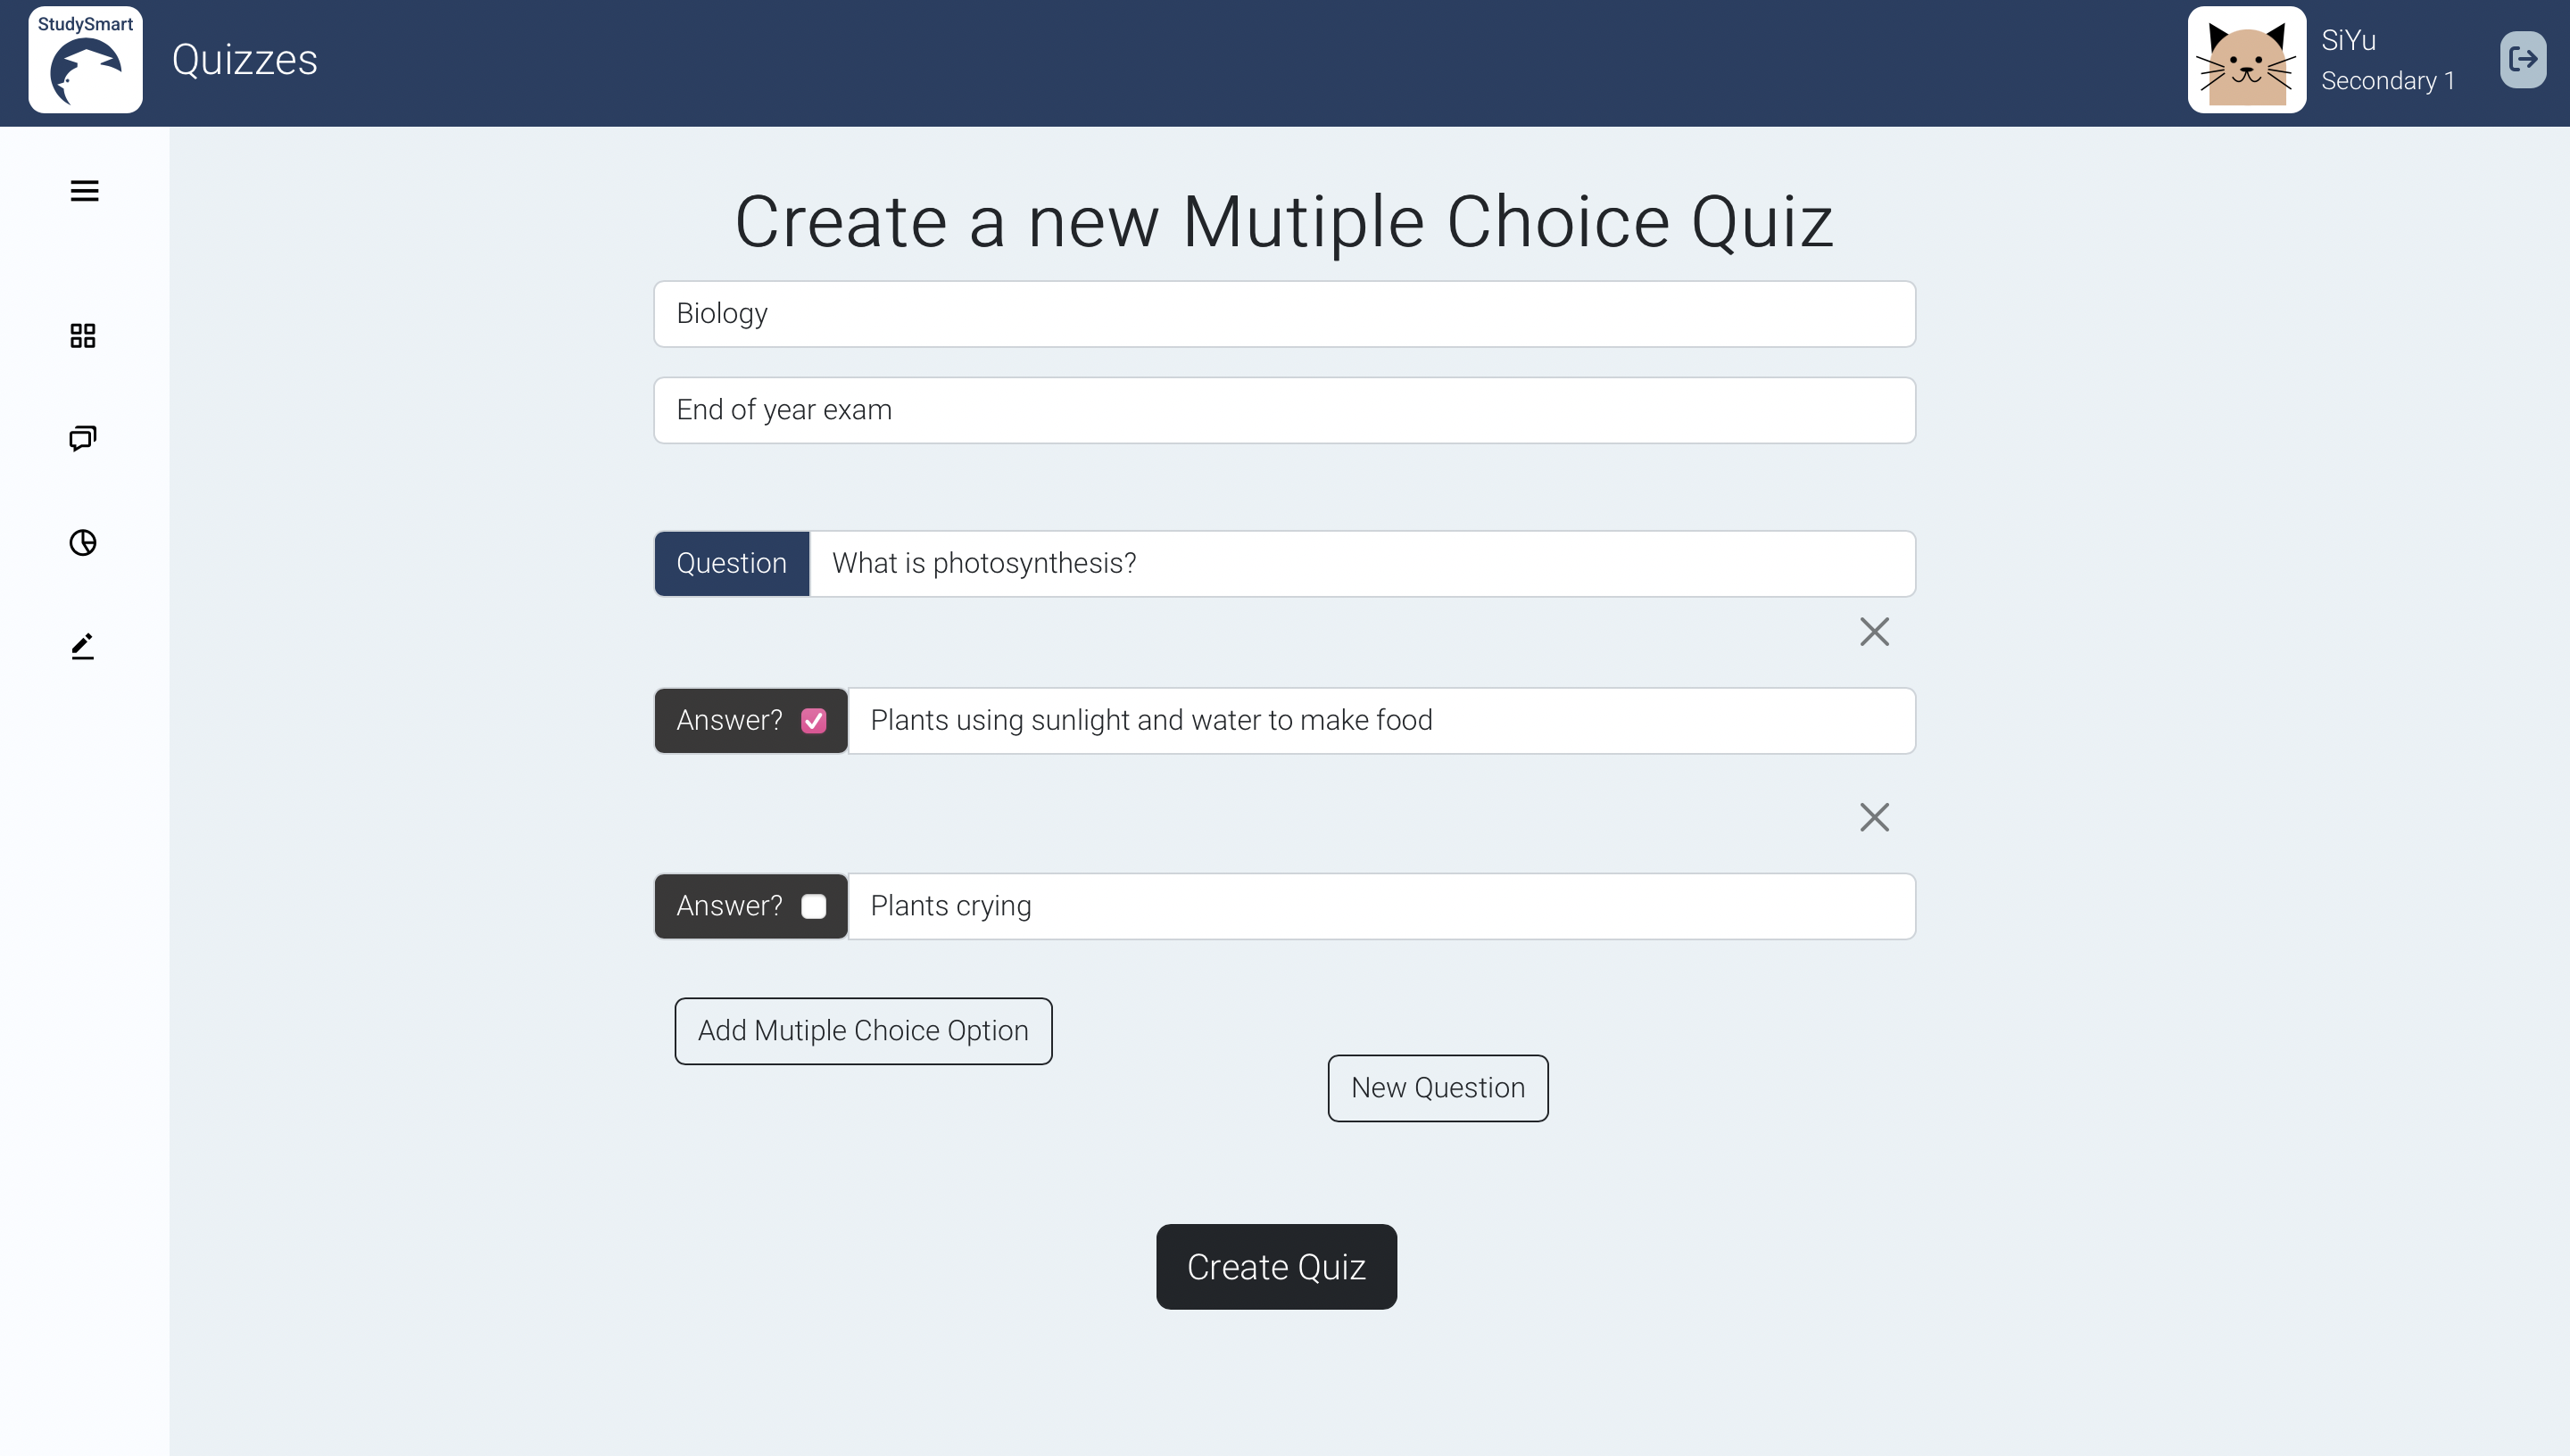 StudySmart
Quizzes
SiYu
Secondary 1
Create a new Mutiple Choice Quiz
Biology
End of year exam
Question What is photosynthesis?
Answer? Plants using sunlight and water to make food
Answer? Plants crying
Add Mutiple Choice Option
New Question
Create Quiz